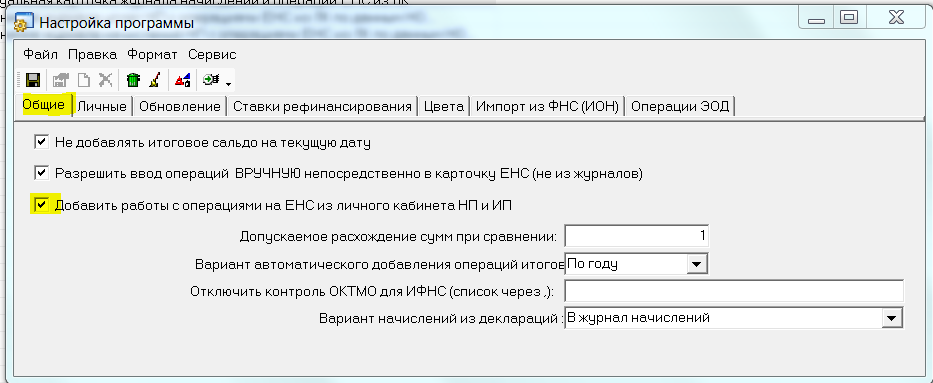 Настройка программы
Файл Правка Формат Сервис
Общие Личные Обновление Ставки рефинансирования Цвета Импорт из ФНС (ИОН) Операции ЭОД
Не добавлять итоговое сальдо на текущую дату
Разрешить ввод операций ВРУЧНУЮ непосредственно в карточку ЕНС (не из журналов)
Добавить работы с операциями на ЕНС из личного кабинета НП и ИП
Допускаемое расхождение сумм при сравнении: 1
Вариант автоматического добавления операций итогов По году
Отключить контроль ОКТМО для ИФНС (список через ,):
Вариант начислений из деклараций : В журнал начислений